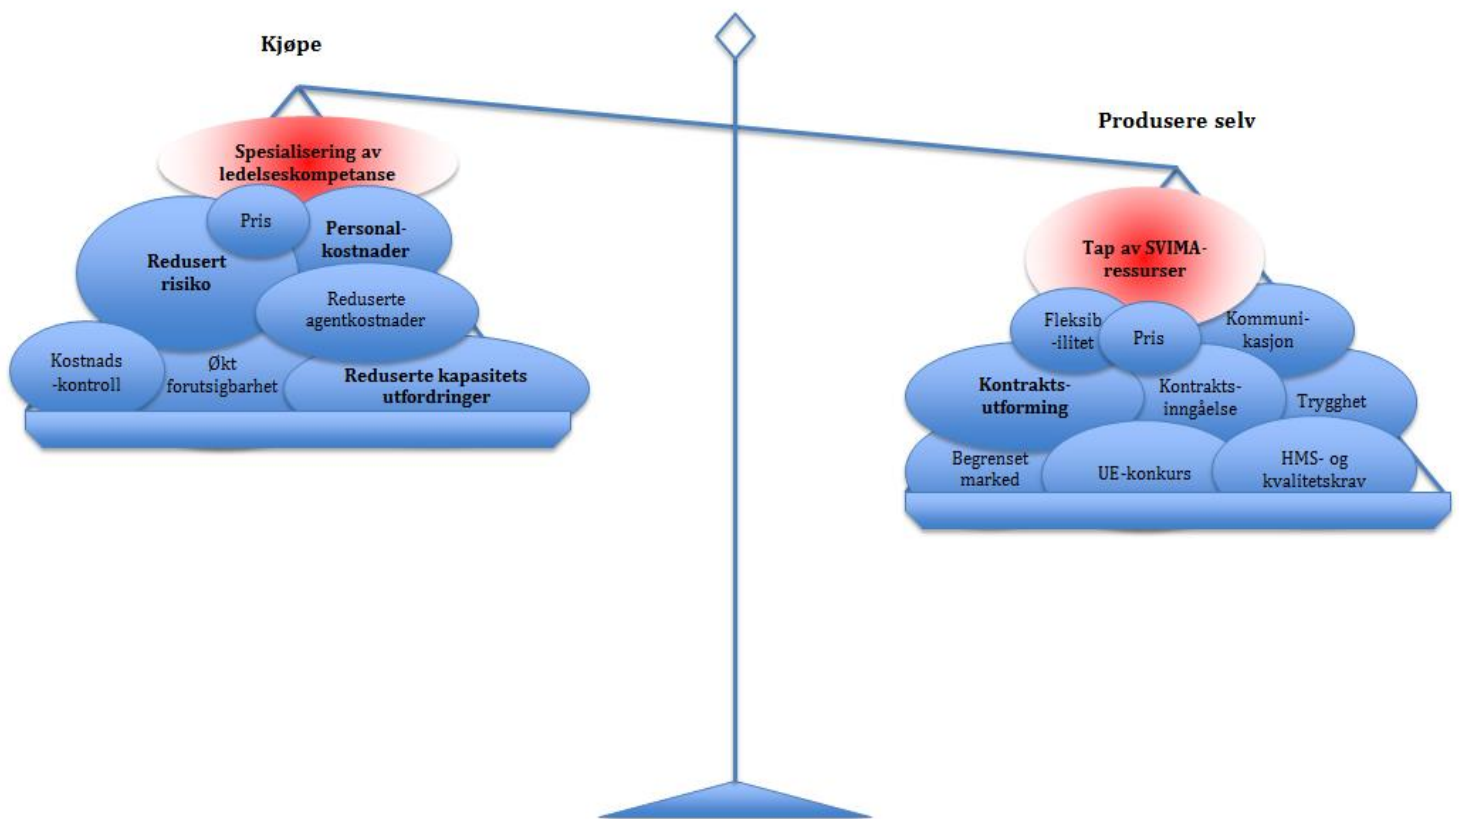 Kjøpe
Spesialisering av
ledelseskompetanse
Pris
Personal-
kostnader
Redusert
risiko
Reduserte
agentkostnader
Kostnads
-kontroll
Økt
forutsigbarhet
Reduserte kapasitets
utfordringer
Produsere selv
Tap av SVIMA-
ressurser
Fleksib
-ilitet
Pris
Kommuni-
kasjon
Kontrakts-
utforming
Kontrakts-
inngåelse
Trygghet
Begrenset
marked
UE-konkurs
HMS- og
kvalitetskrav